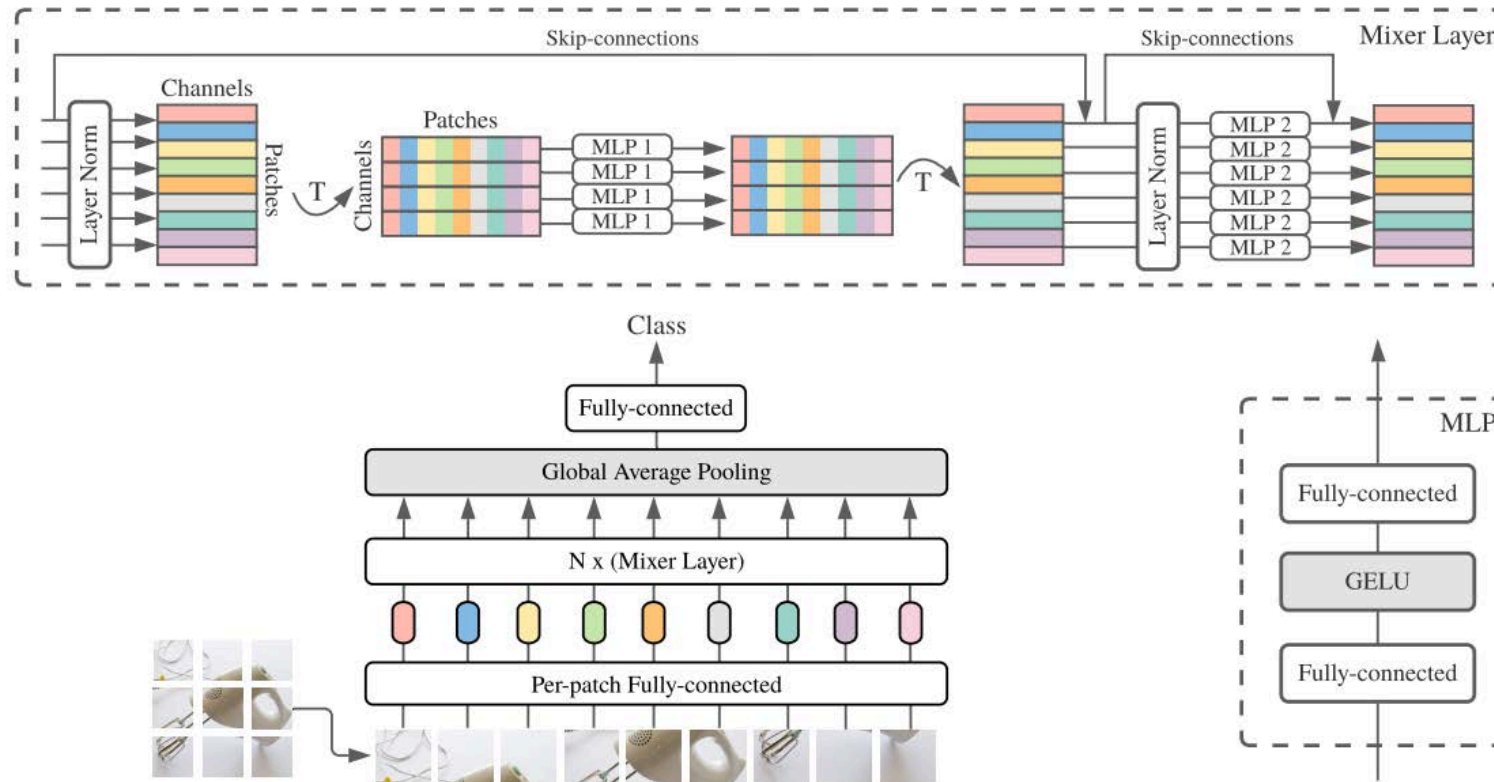 Skip-connections
Skip-connections
Mixer Layer
Channels
Layer Norm
Patches
T
Channels
Patches
MLP 1
MLP 1
MLP 1
MLP 1
T
Layer Norm
MLP 2
MLP 2
MLP 2
MLP 2
MLP 2
MLP 2
Class
Fully-connected
Global Average Pooling
N x (Mixer Layer)
Per-patch Fully-connected
MLP
Fully-connected
GELU
Fully-connected